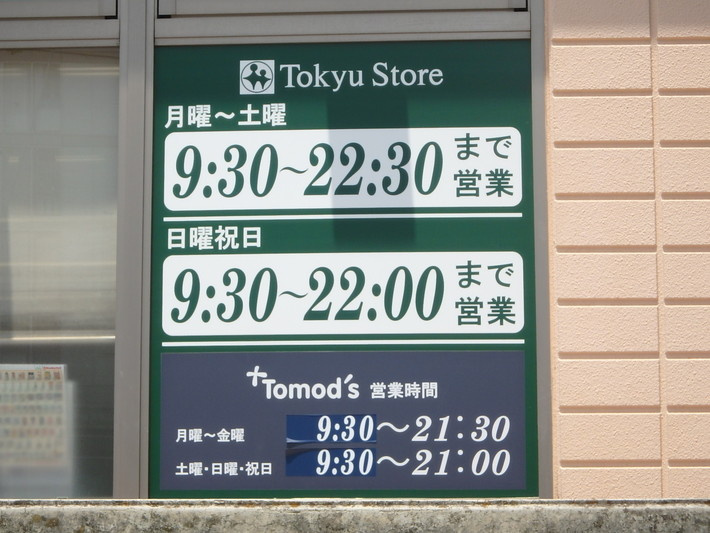 Tokyu Store
月曜～土曜
9:30~22:30 まで営業
日曜祝日
9:30~22:00 まで営業
Tomod's 営業時間
月曜～金曜 9:30～21:30
土曜・日曜・祝日 9:30～21:00